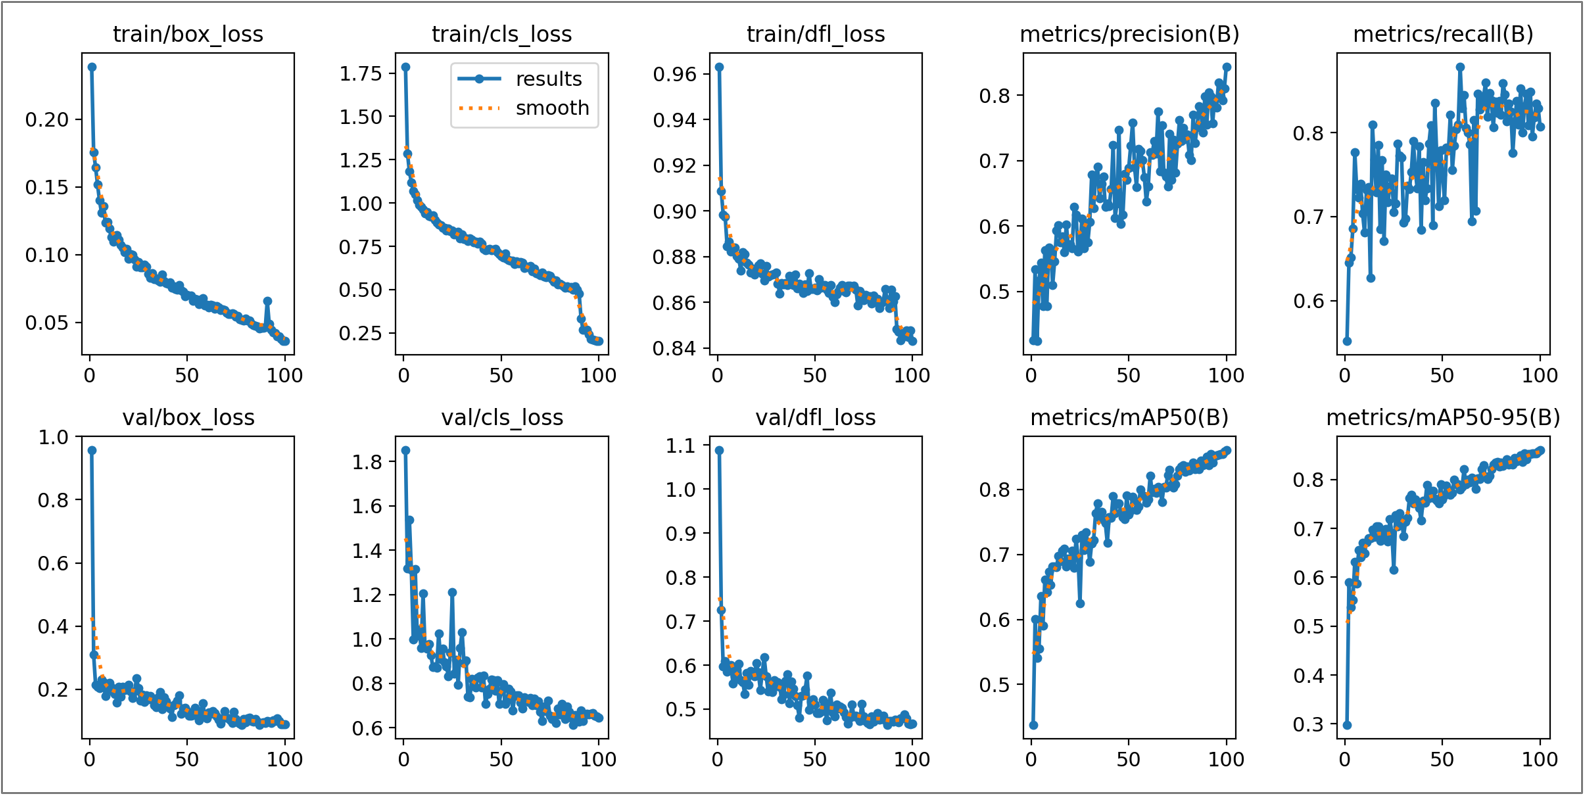 train/box_loss
0.20
0.15
0.10
0.05
0 50 100
train/cls_loss
1.75
1.50
1.25
1.00
0.75
0.50
0.25
results
smooth
0 50 100
train/dfl_loss
0.96
0.94
0.92
0.90
0.88
0.86
0.84
0 50 100
metrics/precision(B)
0.8
0.7
0.6
0.5
0 50 100
metrics/recall(B)
0.8
0.7
0.6
0 50 100
val/box_loss
1.0
0.8
0.6
0.4
0.2
0 50 100
val/cls_loss
1.8
1.6
1.4
1.2
1.0
0.8
0.6
0 50 100
val/dfl_loss
1.1
1.0
0.9
0.8
0.7
0.6
0.5
0 50 100
metrics/mAP50(B)
0.8
0.7
0.6
0.5
0 50 100
metrics/mAP50-95(B)
0.8
0.7
0.6
0.5
0.4
0.3
0 50 100